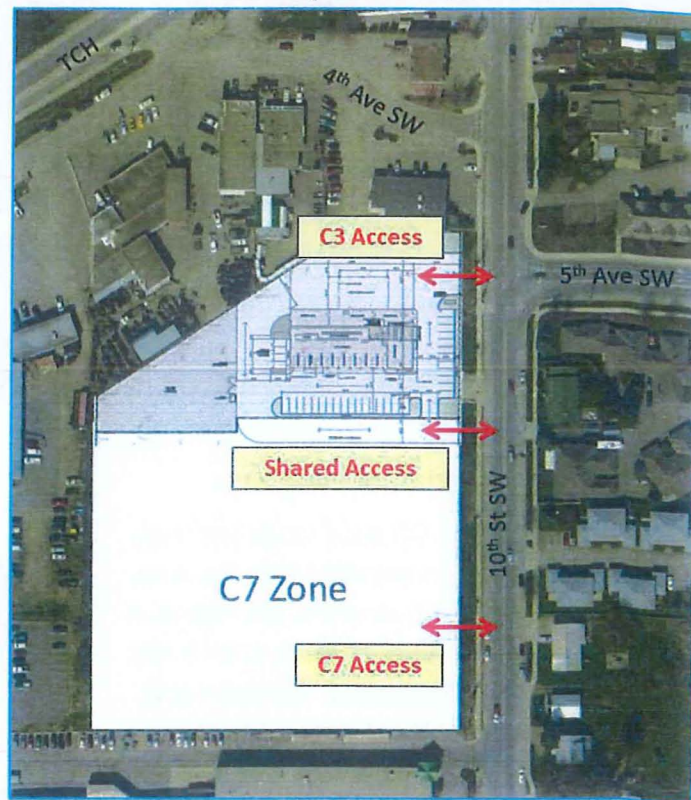 TCH
4th Ave SW
C3 Access
5th Ave SW
Shared Access
10th St SW
C7 Zone
C7 Access